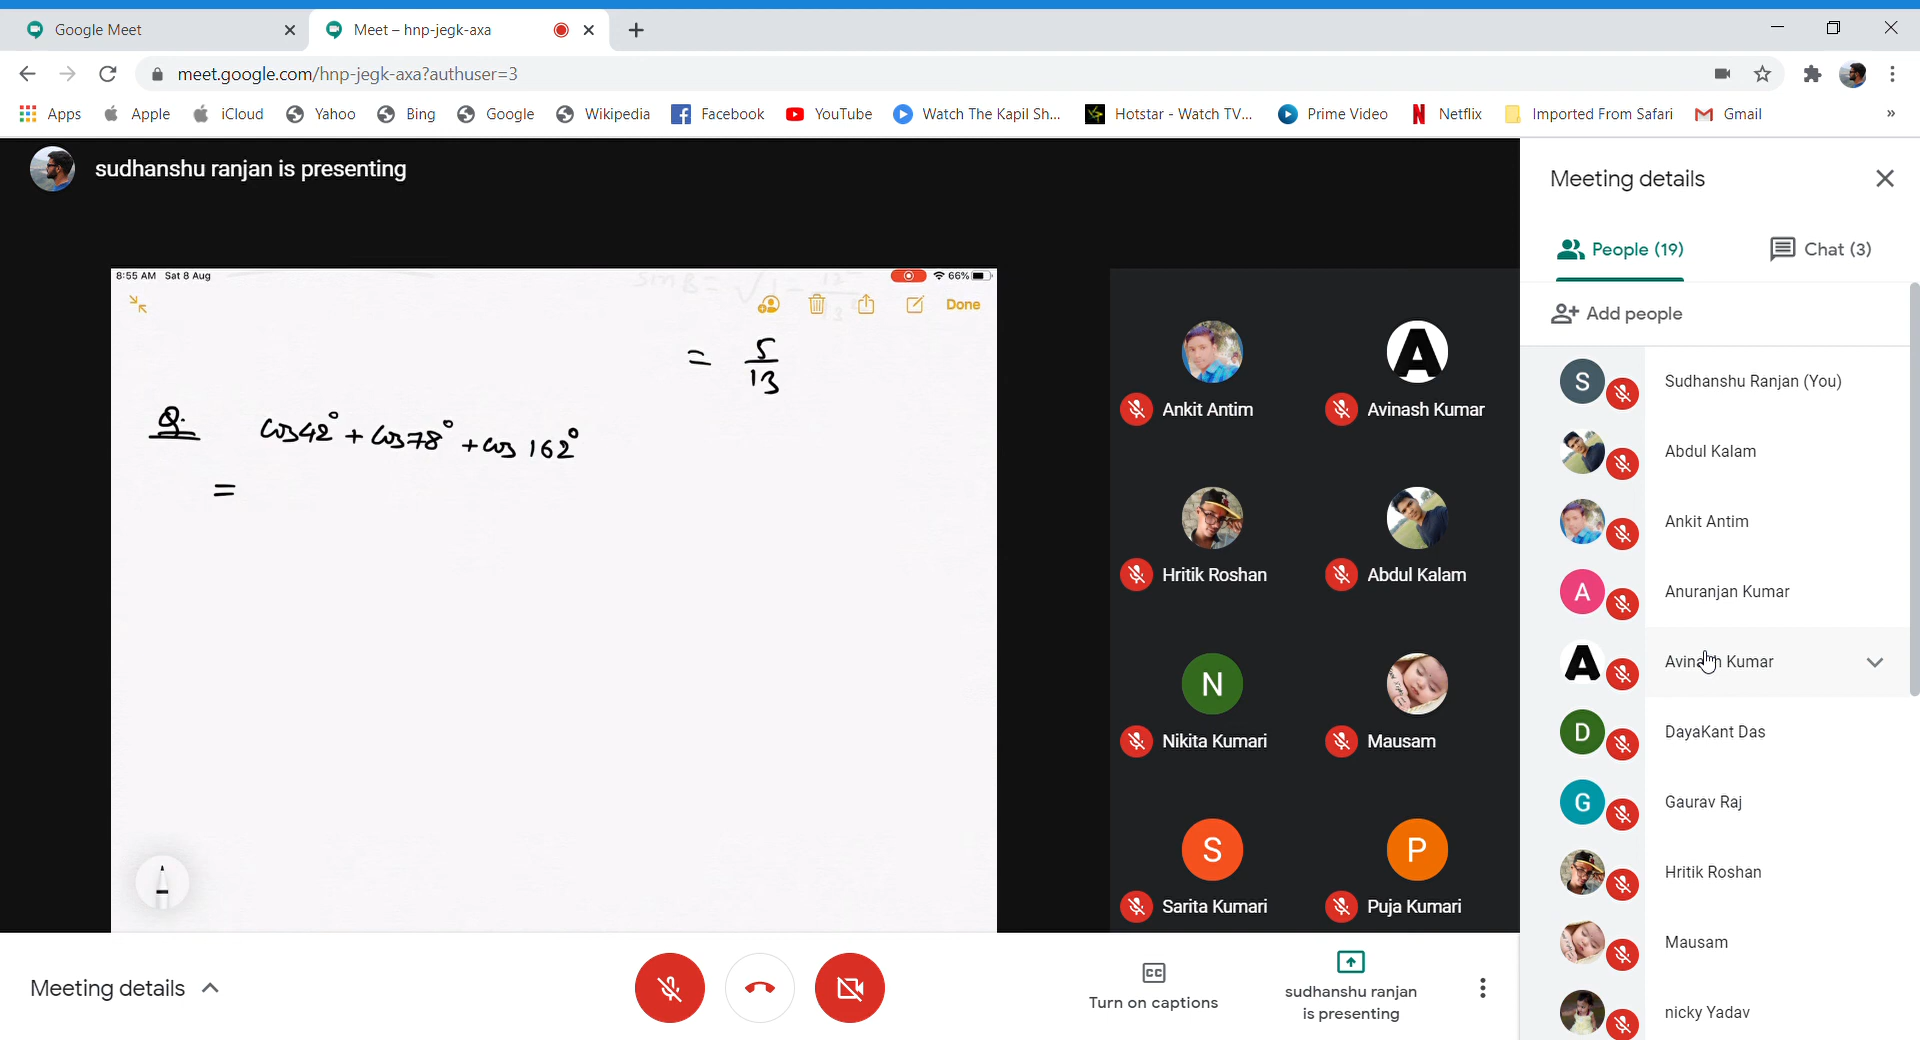 Google Meet
Meet – hnp-jegk-axa
meet.google.com/hnp-jegk-axa?authuser=3
Apps Apple iCloud Yahoo Bing Google Wikipedia Facebook YouTube Watch The Kapil Sh... Hotstar - Watch TV... Prime Video Netflix Imported From Safari Gmail »
sudhanshu ranjan is presenting
8:55 AM Sat 8 Aug 66%
Done
= 5/13
Q. cos42° + cos78° + cos 162°
=
Ankit Antim
Avinash Kumar
Hritik Roshan
Abdul Kalam
N
Nikita Kumari
Mausam
S
Sarita Kumari
P
Puja Kumari
Meeting details
People (19)
Chat (3)
Add people
S Sudhanshu Ranjan (You)
Abdul Kalam
Ankit Antim
A Anuranjan Kumar
A Avinash Kumar
D DayaKant Das
G Gaurav Raj
Hritik Roshan
Mausam
nicky Yadav
Meeting details
CC
Turn on captions
sudhanshu ranjan
is presenting